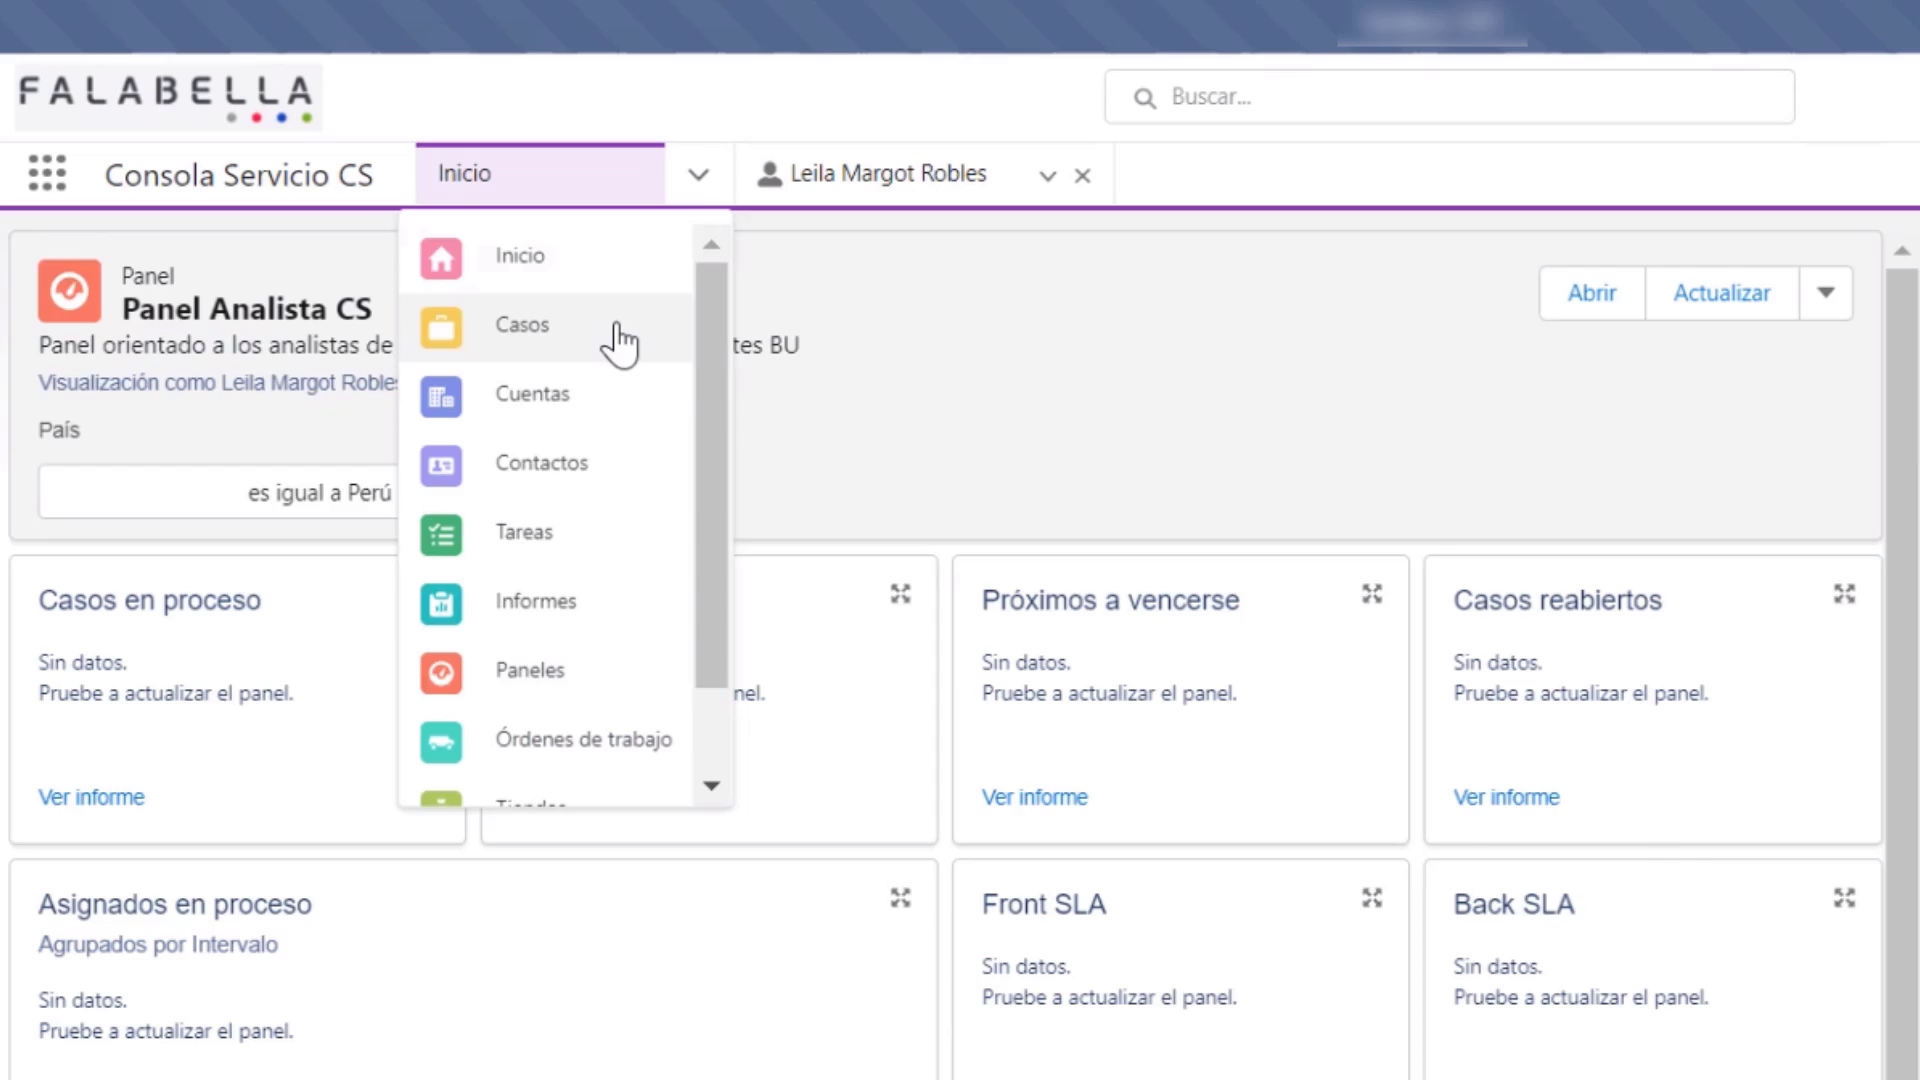 FALABELLA
Buscar...
Consola Servicio CS
Inicio
Leila Margot Robles
Inicio
Casos
Cuentas
Contactos
Tareas
Informes
Paneles
Órdenes de trabajo
Panel
Panel Analista CS
Panel orientado a los analistas de
tes BU
Visualización como Leila Margot Robles
País
es igual a Perú
Abrir
Actualizar
Casos en proceso
Sin datos.
Pruebe a actualizar el panel.
Ver informe
nel.
Próximos a vencerse
Sin datos.
Pruebe a actualizar el panel.
Ver informe
Casos reabiertos
Sin datos.
Pruebe a actualizar el panel.
Ver informe
Asignados en proceso
Agrupados por Intervalo
Sin datos.
Pruebe a actualizar el panel.
Front SLA
Sin datos.
Pruebe a actualizar el panel.
Back SLA
Sin datos.
Pruebe a actualizar el panel.